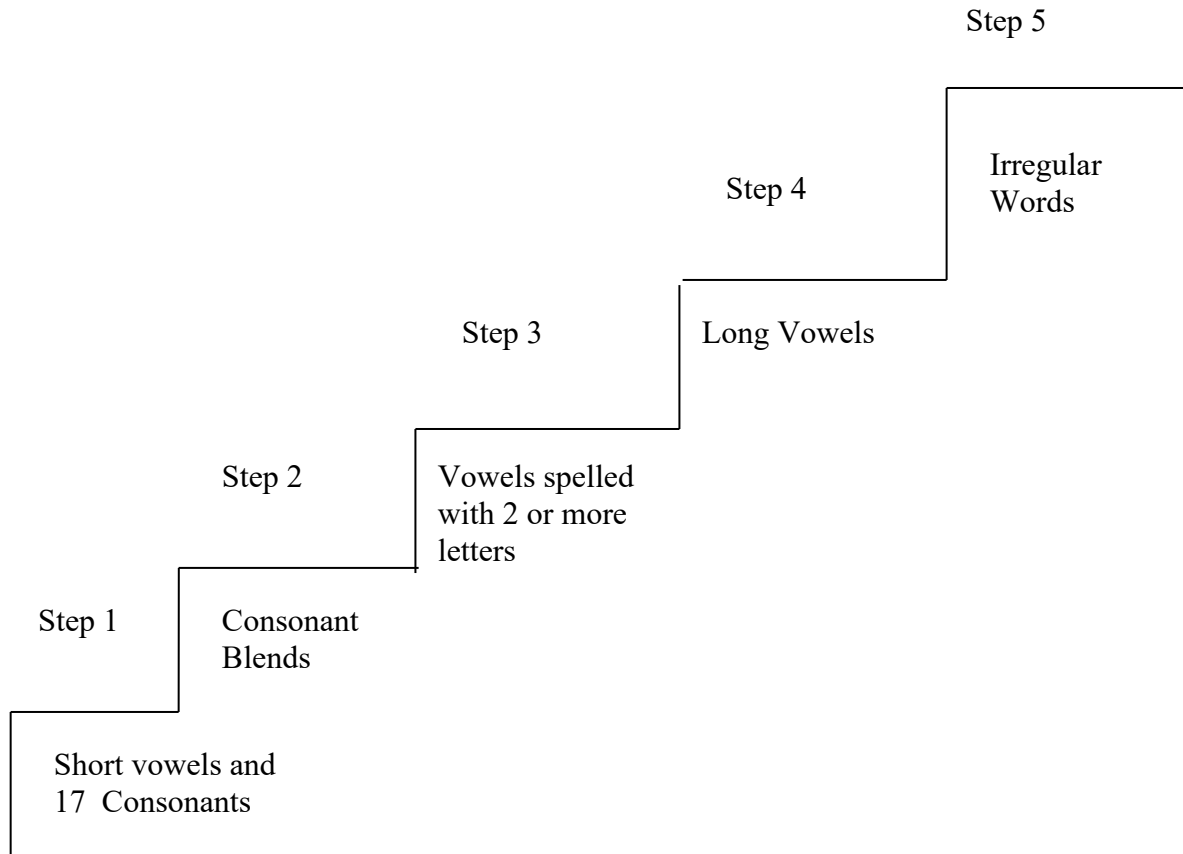 Step 5
Irregular
Words
Step 4
Long Vowels
Step 3
Vowels spelled
with 2 or more
letters
Step 2
Consonant
Blends
Step 1
Short vowels and
17  Consonants